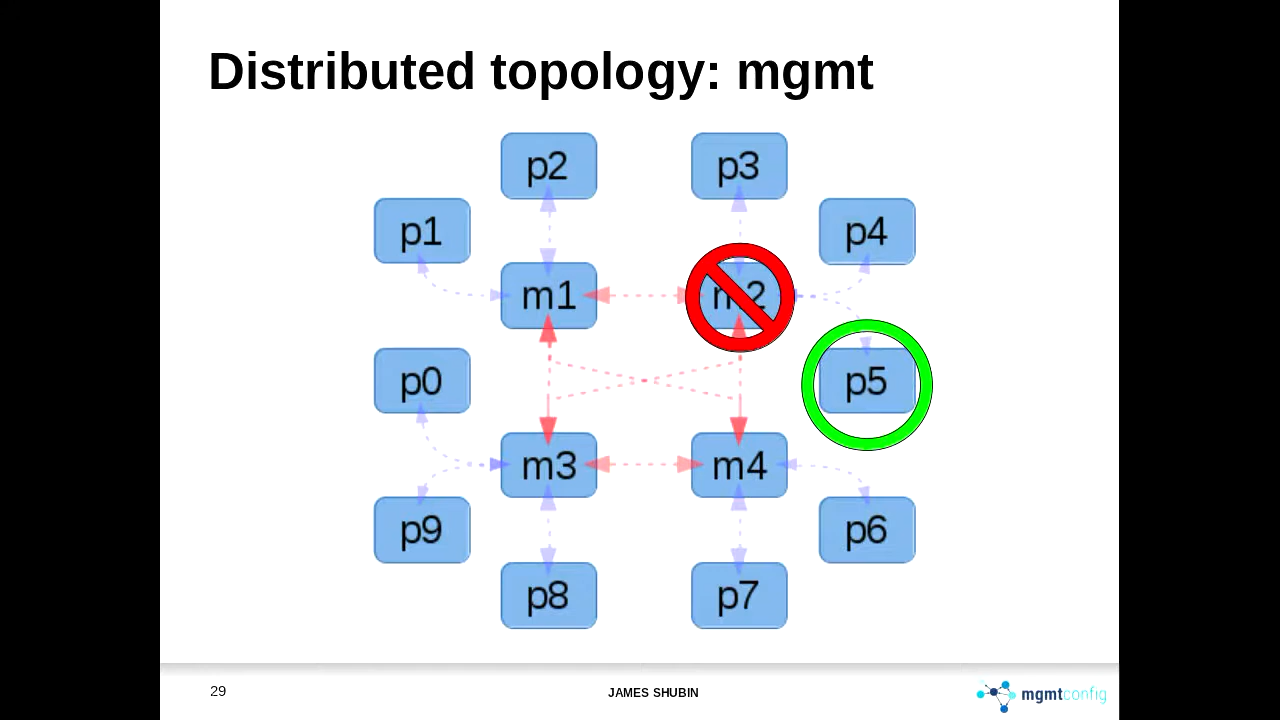 Distributed topology: mgmt
p2
p3
p1
p4
m1
m2
p0
p5
m3
m4
p9
p6
p8
p7
29
JAMES SHUBIN
mgmtconfig